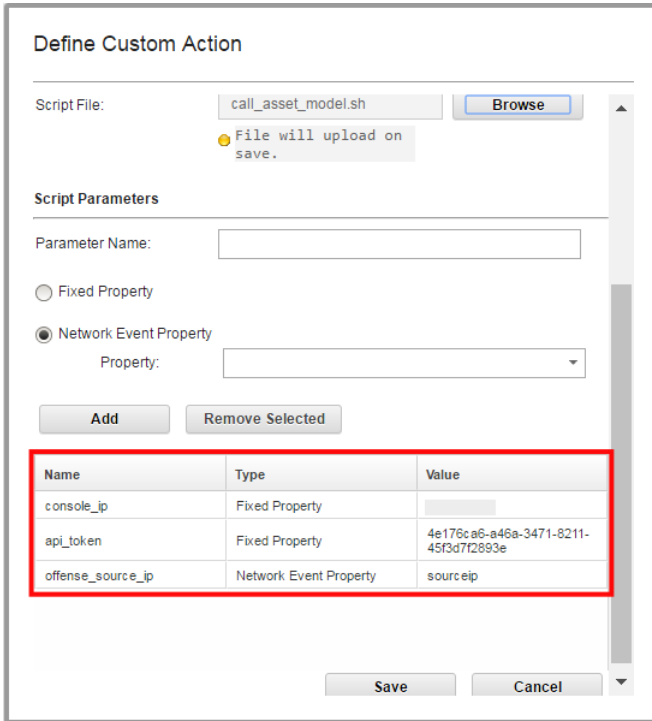 Define Custom Action
Script File: call_asset_model.sh Browse
File will upload on
save.
Script Parameters
Parameter Name:
Fixed Property
Network Event Property
Property:
Add Remove Selected
Name Type Value
console_ip Fixed Property
api_token Fixed Property 4e176ca6-a46a-3471-8211-
45f3d7f2893e
offense_source_ip Network Event Property sourceip
Save Cancel